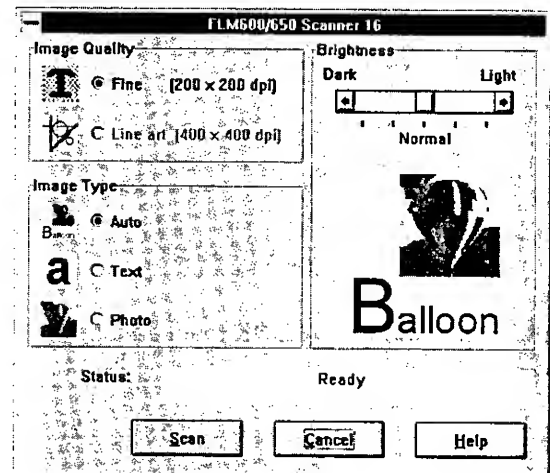 FLM600/650 Scanner 16
Image Quality
T
Fine (200 x 200 dpi)
Line art (400 x 400 dpi)
Image Type
Balloon
Auto
a
Text
Photo
Brightness
Dark Light
Normal
Balloon
Status: Ready
Scan Cancel Help